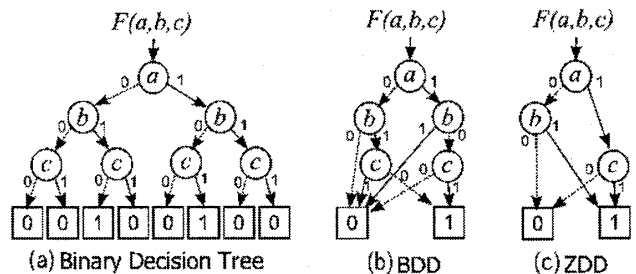 F(a,b,c) F(a,b,c) F(a,b,c)
0 a 1 0 a 1 0 a 1
0 b 1 0 b 1 0 b 1 1 b 0 b 0 1
0 c 1 0 c 1 0 c 1 0 c 1 0 1 c 0 0 c 1 0 c 1
0 0 1 0 0 1 0 0 0 1 0 1
(a) Binary Decision Tree (b) BDD (c) ZDD